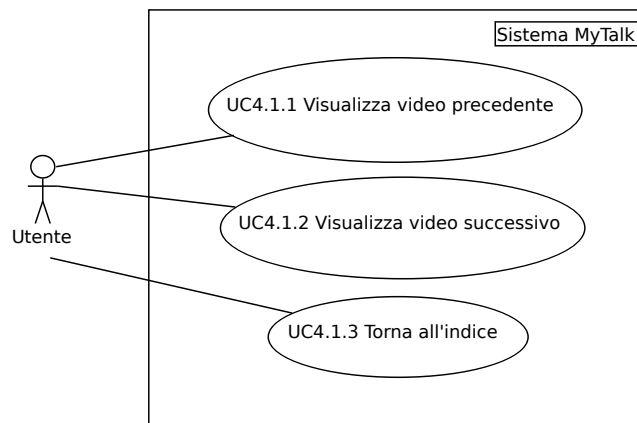 Sistema MyTalk
UC4.1.1 Visualizza video precedente
UC4.1.2 Visualizza video successivo
Utente
UC4.1.3 Torna all'indice